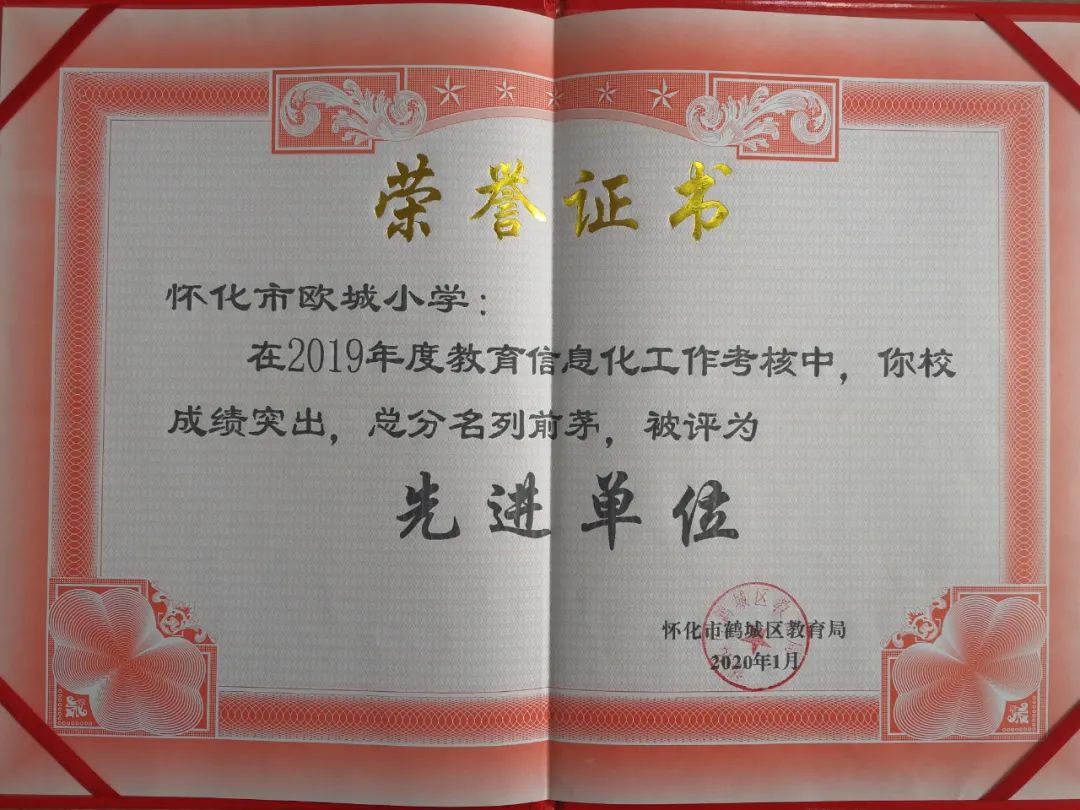 荣誉证书
怀化市欧城小学：
在2019年度教育信息化工作考核中，你校
成绩突出，总分名列前茅，被评为
先进单位
怀化市鹤城区教育局
2020年1月